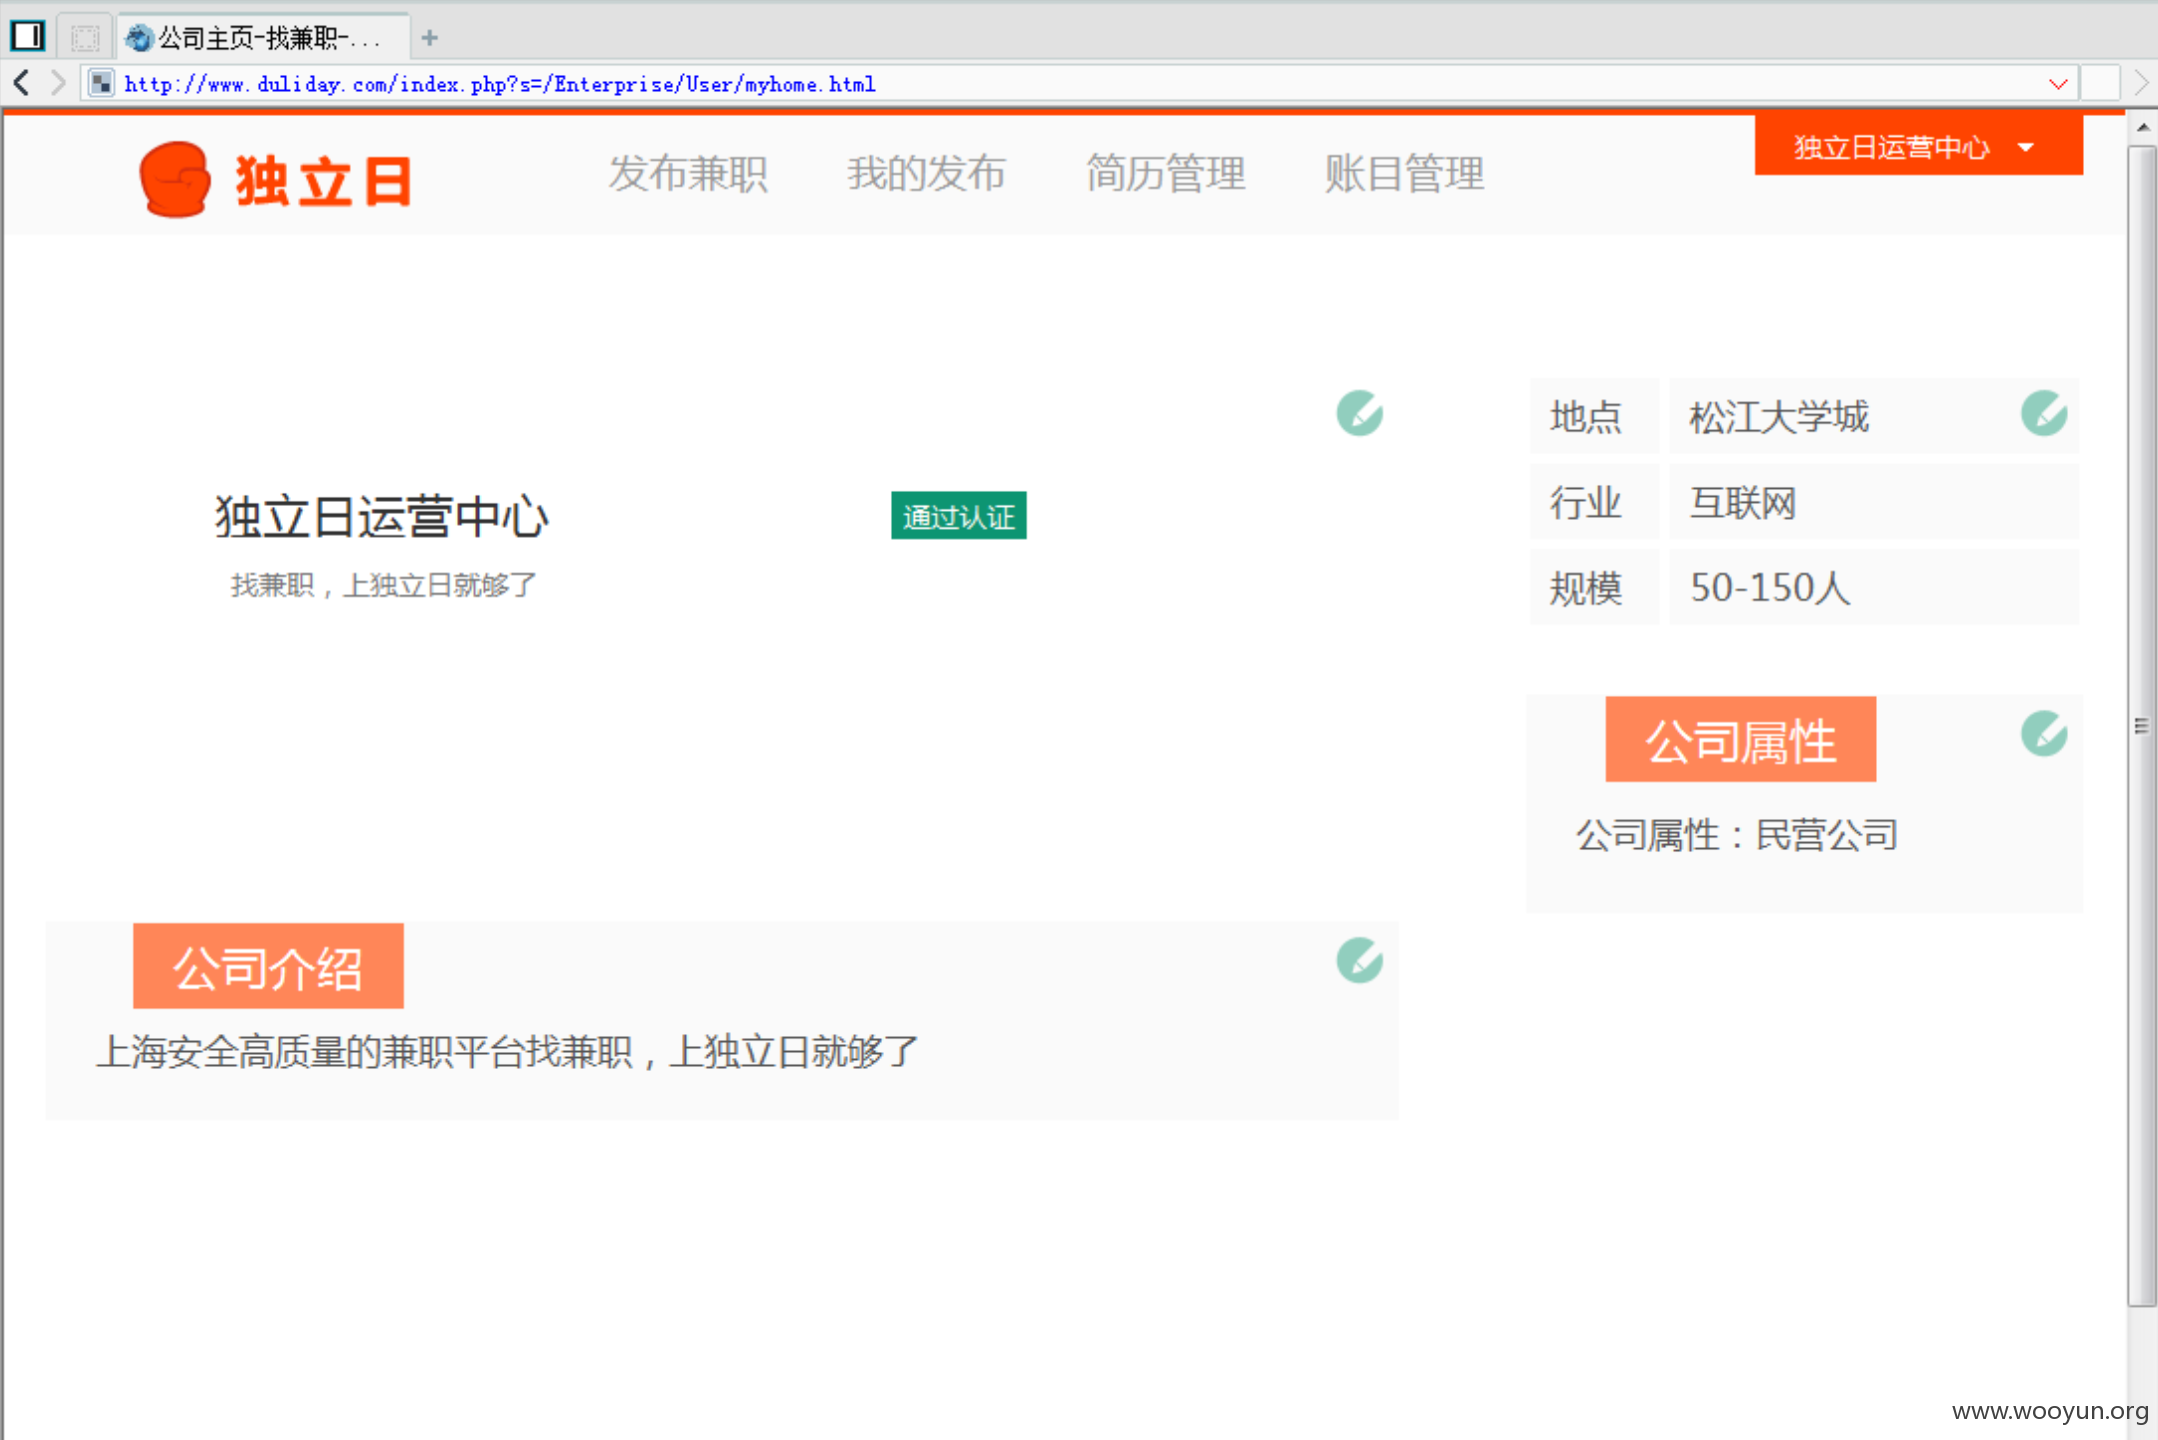 公司主页-找兼职-...
http://www.duliday.com/index.php?s=/Enterprise/User/myhome.html
独立日
发布兼职 我的发布 简历管理 账目管理
独立日运营中心
地点 松江大学城
行业 互联网
规模 50-150人
独立日运营中心
通过认证
找兼职，上独立日就够了
公司属性
公司属性：民营公司
公司介绍
上海安全高质量的兼职平台找兼职，上独立日就够了
www.wooyun.org